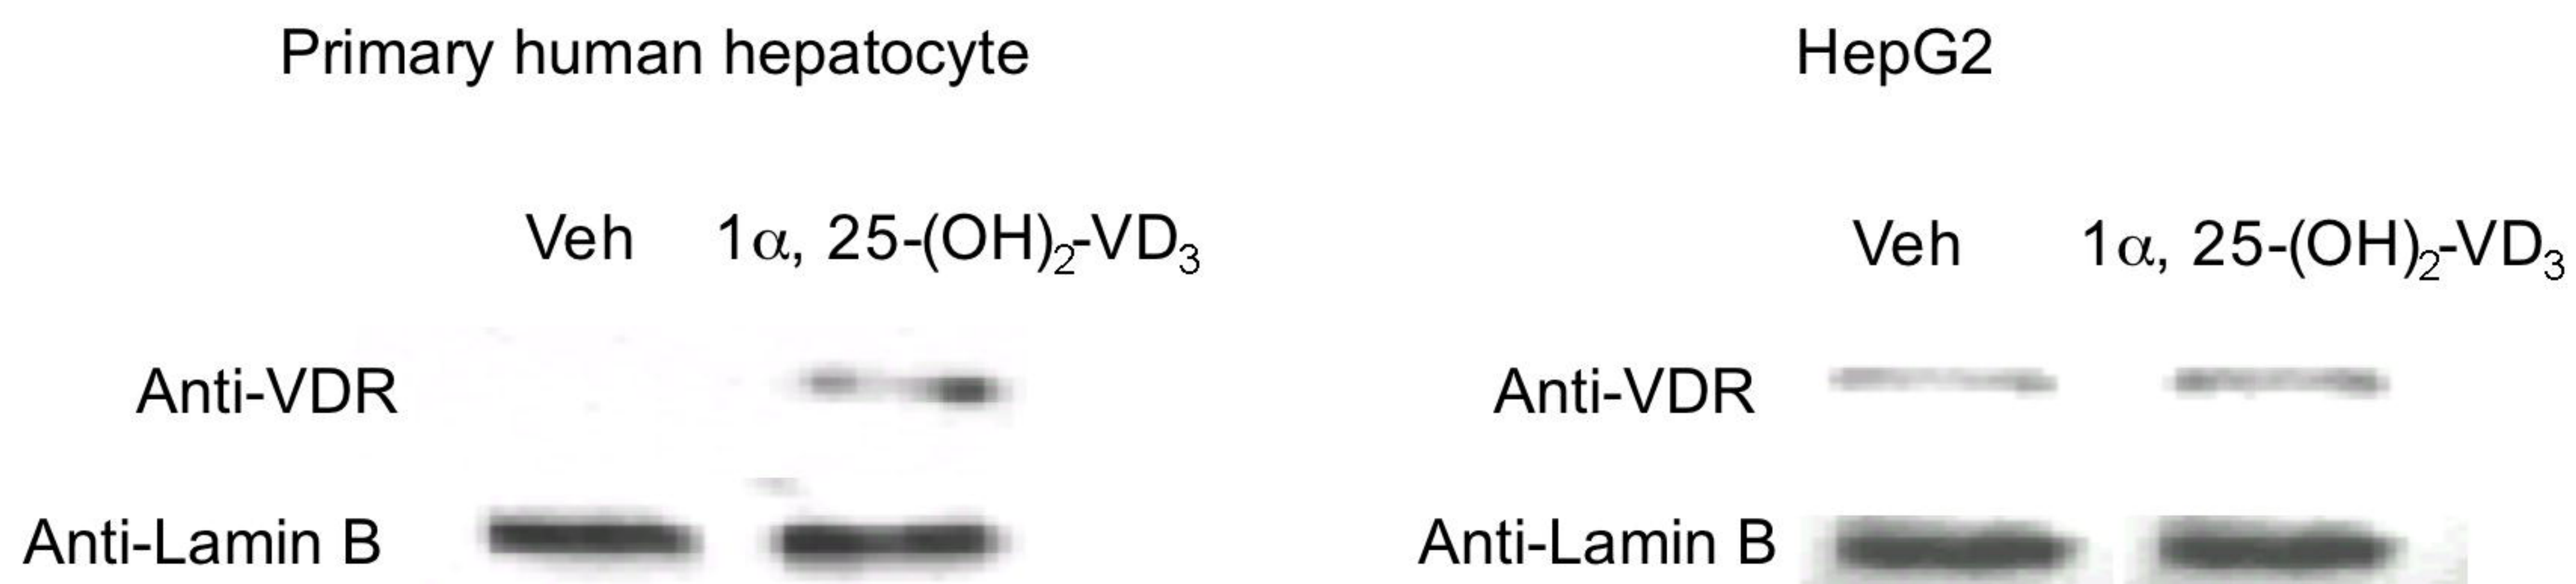 Primary human hepatocyte HepG2
Veh 1α, 25-(OH)₂-VD₃ Veh 1α, 25-(OH)₂-VD₃
Anti-VDR Anti-VDR
Anti-Lamin B Anti-Lamin B